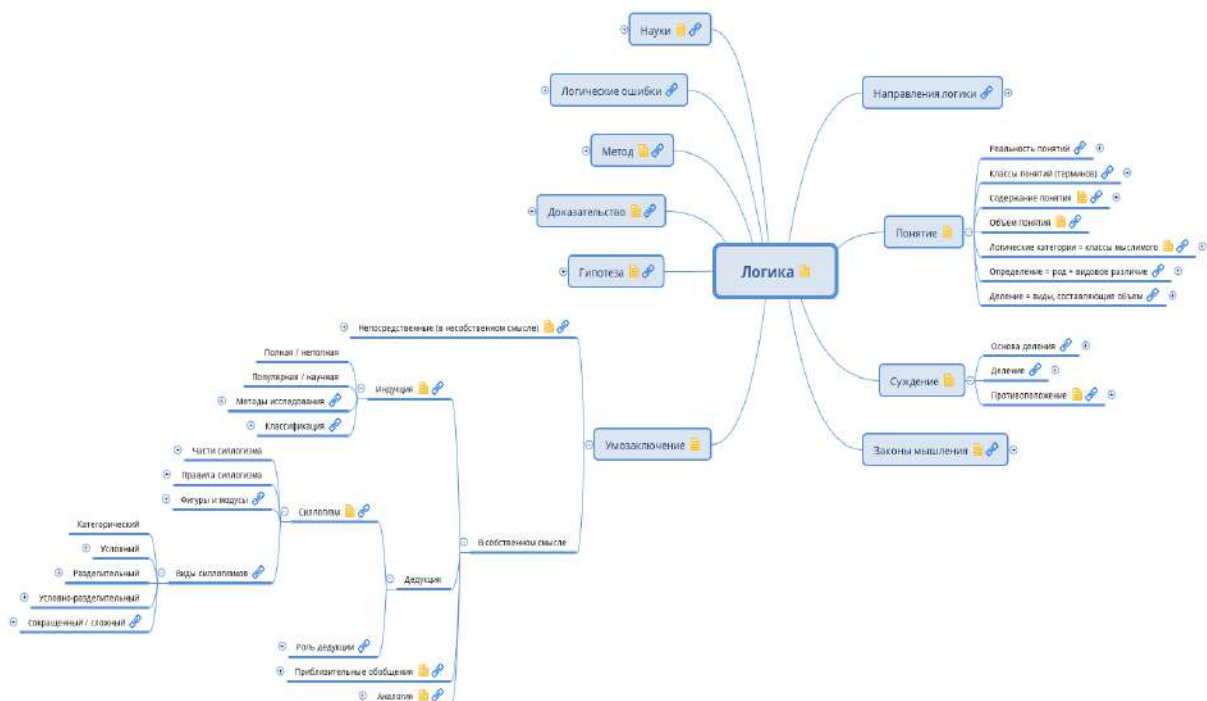 Логика
Науки
Логические ошибки
Метод
Доказательство
Гипотеза
Умозаключение
Непосредственные (в несобственном смысле)
В собственном смысле
Индукция
Полная / неполная
Популярная / научная
Методы исследования
Классификация
Дедукция
Силлогизм
Части силлогизма
Правила силлогизма
Фигуры и модусы
Виды силлогизмов
Категорический
Условный
Разделительный
Условно-разделительный
Сокращенный / сложный
Роль дедукции
Приблизительные обобщения
Аналогия
Направления логики
Понятие
Реальность понятий
Классы понятий (терминов)
Содержание понятия
Объем понятия
Логические категории = классы мыслимого
Определение = род + видовое различие
Деление = виды, составляющие объем
Суждение
Основа деления
Деление
Противоположение
Законы мышления